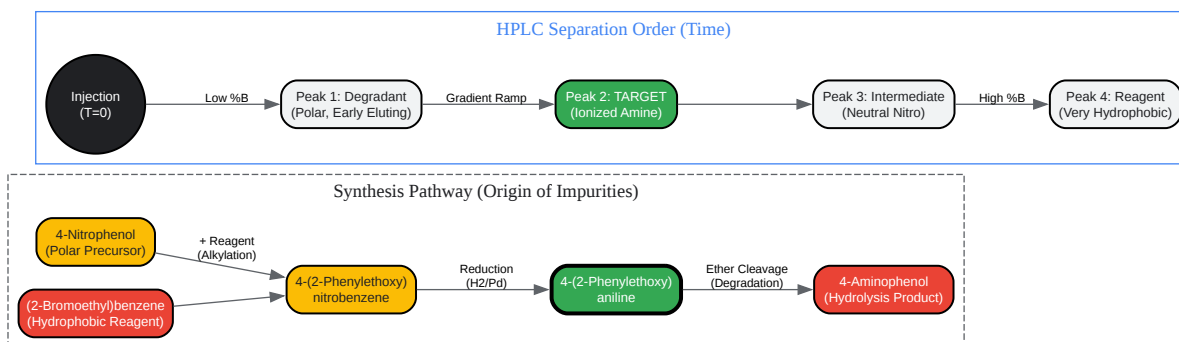 HPLC Separation Order (Time)
Injection
(T=0)
Low %B
Peak 1: Degradant
(Polar, Early Eluting)
Gradient Ramp
Peak 2: TARGET
(Ionized Amine)
Peak 3: Intermediate
(Neutral Nitro)
High %B
Peak 4: Reagent
(Very Hydrophobic)
Synthesis Pathway (Origin of Impurities)
4-Nitrophenol
(Polar Precursor)
+ Reagent
(Alkylation)
(2-Bromoethyl)benzene
(Hydrophobic Reagent)
4-(2-Phenylethoxy)
nitrobenzene
Reduction
(H2/Pd)
4-(2-Phenylethoxy)
aniline
Ether Cleavage
(Degradation)
4-Aminophenol
(Hydrolysis Product)